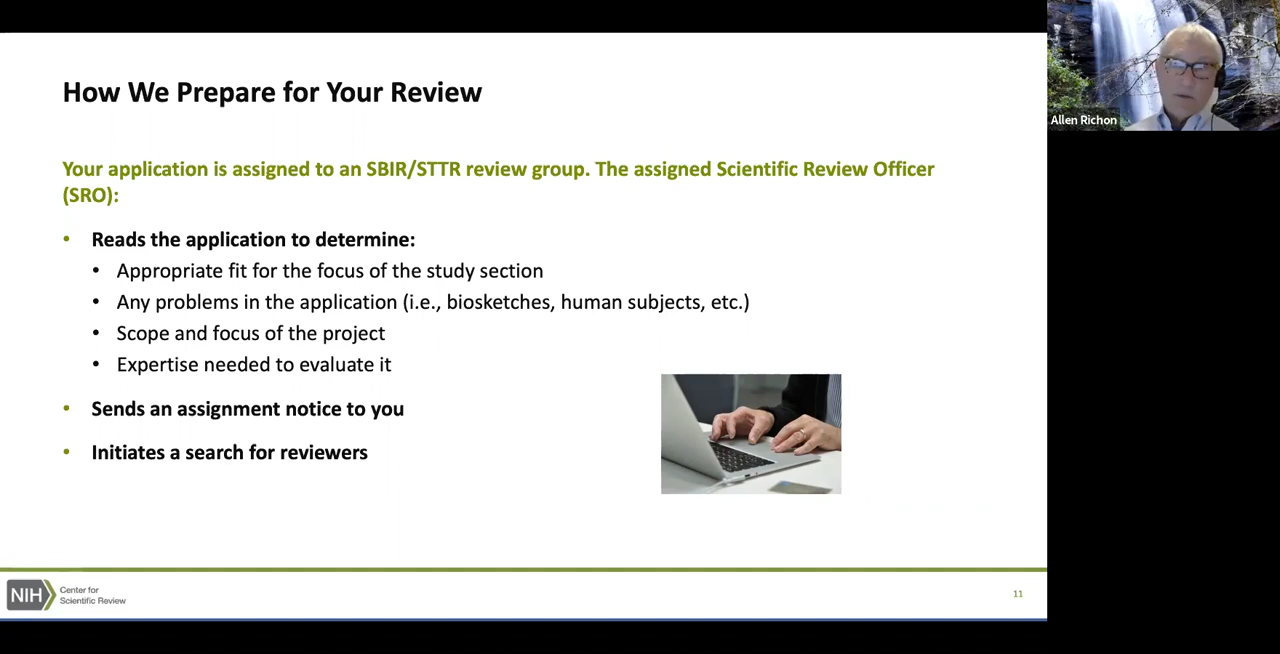 How We Prepare for Your Review
Your application is assigned to an SBIR/STTR review group. The assigned Scientific Review Officer
(SRO):
• Reads the application to determine:
• Appropriate fit for the focus of the study section
• Any problems in the application (i.e., biosketches, human subjects, etc.)
• Scope and focus of the project
• Expertise needed to evaluate it
• Sends an assignment notice to you
• Initiates a search for reviewers
NIH
Center for
Scientific Review
11
Allen Richon